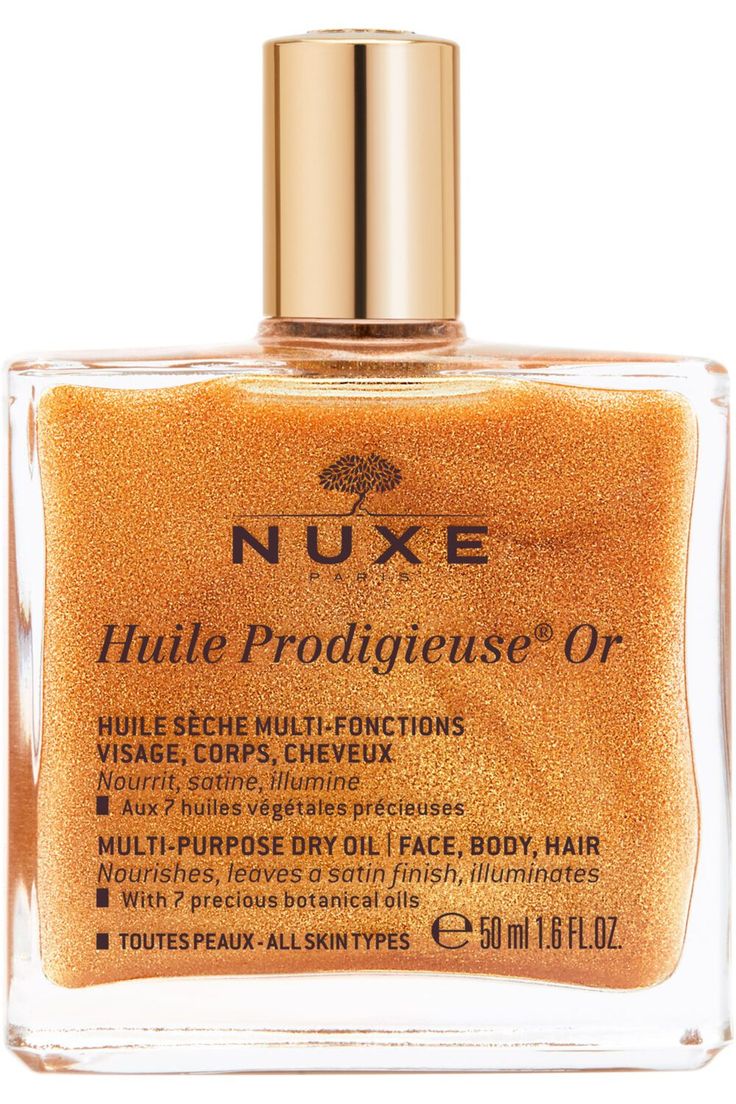 NUXE
PARIS
Huile Prodigieuse® Or
HUILE SÈCHE MULTI-FONCTIONS
VISAGE, CORPS, CHEVEUX
Nourrit, satine, illumine
Aux 7 huiles végétales précieuses
MULTI-PURPOSE DRY OIL | FACE, BODY, HAIR
Nourishes, leaves a satin finish, illuminates
With 7 precious botanical oils
TOUTES PEAUX - ALL SKIN TYPES ℮ 50 ml 1.6 FL.OZ.